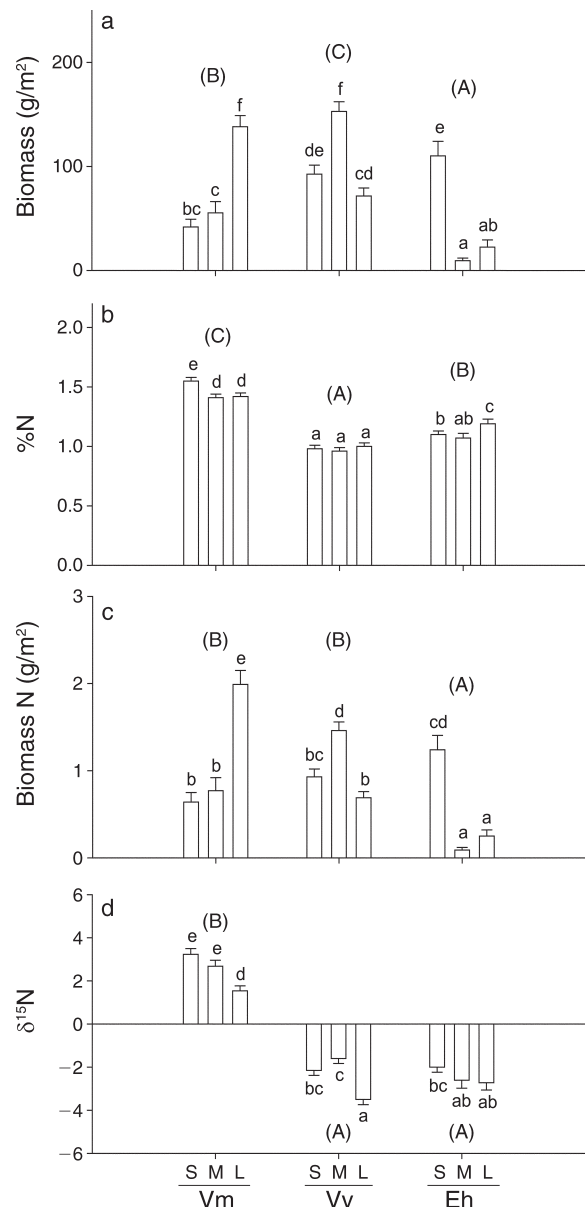 a
Biomass (g/m²)
200
100
0
(B)
(C)
(A)
bc
c
f
de
f
cd
e
a
ab
b
%N
2.0
1.5
1.0
0.5
0.0
(C)
(A)
(B)
e
d
d
a
a
a
b
ab
c
c
Biomass N (g/m²)
3
2
1
0
(B)
(B)
(A)
b
b
e
bc
d
b
cd
a
a
d
δ¹⁵N
6
4
2
0
−2
−4
−6
(B)
e
e
d
bc
c
a
bc
ab
ab
(A)
(A)
S M L S M L S M L
Vm Vv Eh